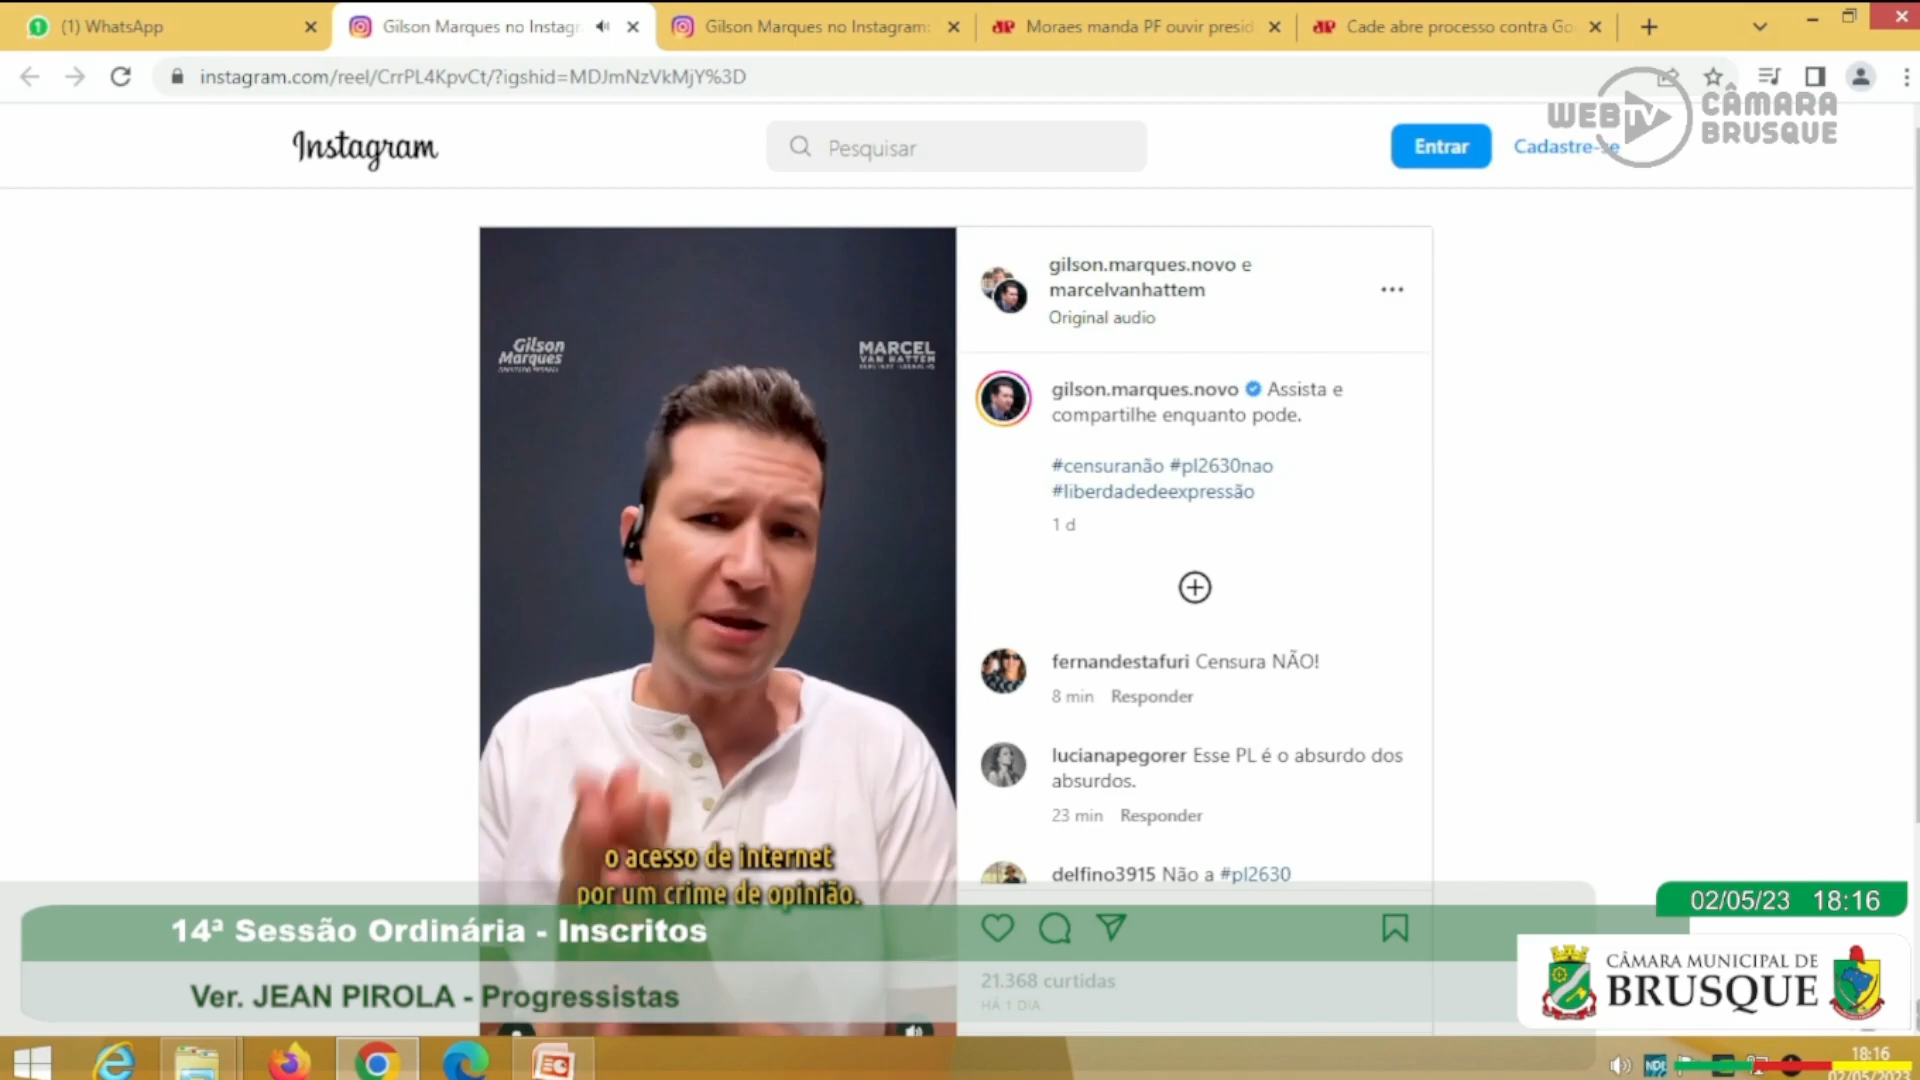 (1) WhatsApp
Gilson Marques no Instagr
Gilson Marques no Instagram:
Moraes manda PF ouvir presid
Cade abre processo contra Go
instagram.com/reel/CrrPL4KpvCt/?igshid=MDJmNzVkMjY%3D
WEB TV CÂMARA BRUSQUE
Instagram
Pesquisar
Entrar
Cadastre-se
Gilson Marques
MARCEL VAN HATTEM
gilson.marques.novo e
marcelvanhattem
Original audio
gilson.marques.novo Assista e
compartilhe enquanto pode.
#censuranão #pl2630nao
#liberdadedeexpressão
1 d
fernandestafuri Censura NÃO!
8 min Responder
lucianapegorer Esse PL é o absurdo dos
absurdos.
23 min Responder
delfino3915 Não a #pl2630
o acesso de internet
por um crime de opinião.
21.368 curtidas
HÁ 1 DIA
14ª Sessão Ordinária - Inscritos
Ver. JEAN PIROLA - Progressistas
02/05/23 18:16
CÂMARA MUNICIPAL DE
BRUSQUE
18:16
02/05/2023